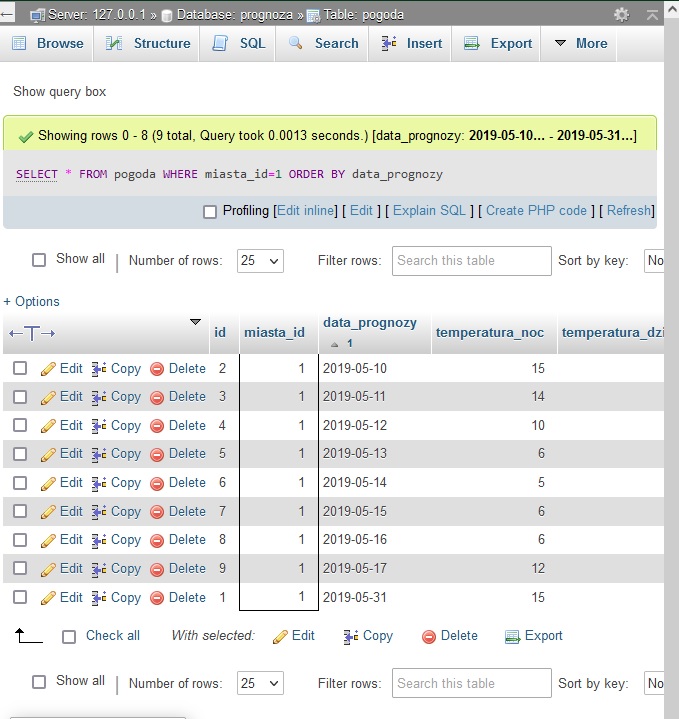 Server: 127.0.0.1 » Database: prognoza » Table: pogoda
Browse Structure SQL Search Insert Export More
Show query box
Showing rows 0 - 8 (9 total, Query took 0.0013 seconds.) [data_prognozy: 2019-05-10... - 2019-05-31...]
SELECT * FROM pogoda WHERE miasta_id=1 ORDER BY data_prognozy
Profiling [Edit inline] [ Edit ] [ Explain SQL ] [ Create PHP code ] [ Refresh]
Show all | Number of rows: 25 Filter rows: Search this table Sort by key: No
+ Options
←T→ id miasta_id data_prognozy 1 temperatura_noc temperatura_dzi
Edit Copy Delete 2 1 2019-05-10 15
Edit Copy Delete 3 1 2019-05-11 14
Edit Copy Delete 4 1 2019-05-12 10
Edit Copy Delete 5 1 2019-05-13 6
Edit Copy Delete 6 1 2019-05-14 5
Edit Copy Delete 7 1 2019-05-15 6
Edit Copy Delete 8 1 2019-05-16 6
Edit Copy Delete 9 1 2019-05-17 12
Edit Copy Delete 1 1 2019-05-31 15
Check all With selected: Edit Copy Delete Export
Show all | Number of rows: 25 Filter rows: Search this table Sort by key: No